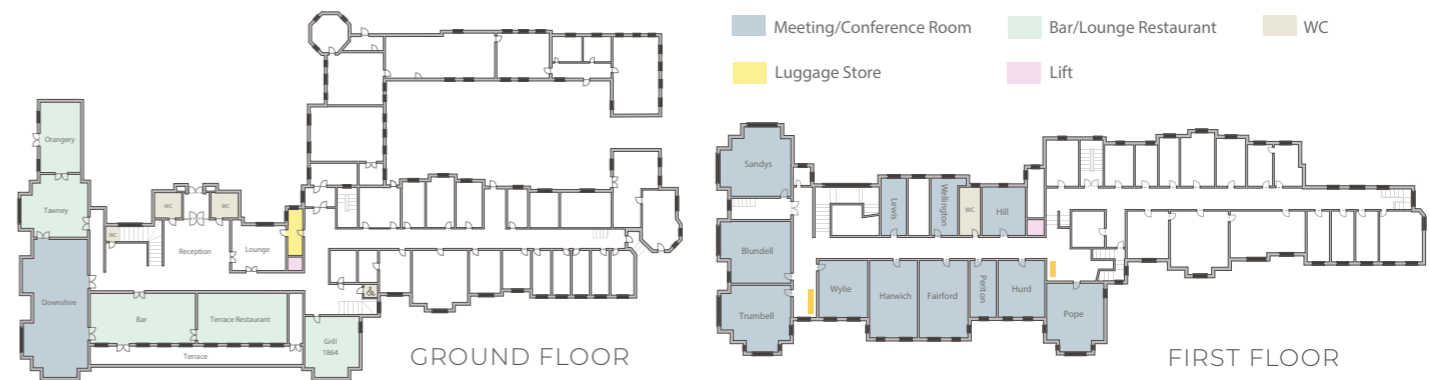 Meeting/Conference Room
Bar/Lounge Restaurant
WC
Luggage Store
Lift
Orangery
Tawney
WC
WC
WC
Reception
Lounge
Downshire
Bar
Terrace Restaurant
Terrace
Grill
1864
GROUND FLOOR
Sandys
Lewis
Wellington
WC
Hill
Blundell
Trumbell
Wylie
Harwich
Fairford
Periton
Hurd
Pope
FIRST FLOOR